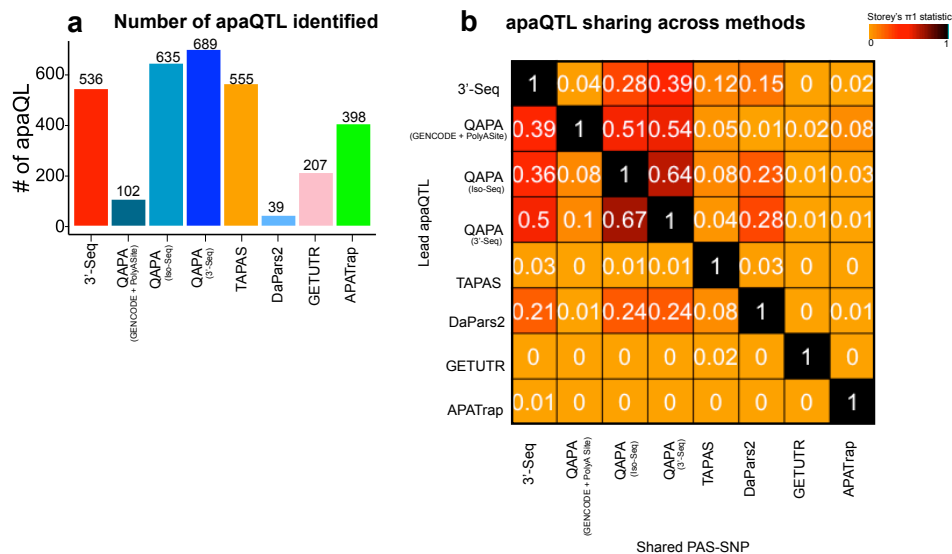 a Number of apaQTL identified
# of apaQL
600
400
200
0
536
102
635
689
555
39
207
398
3'-Seq
QAPA
(GENCODE + PolyASite)
QAPA
(Iso-Seq)
QAPA
(3'-Seq)
TAPAS
DaPars2
GETUTR
APATrap
b apaQTL sharing across methods
Storey's π1 statistic
0 1
Lead apaQTL
3'-Seq 1 0.04 0.28 0.39 0.12 0.15 0 0.02
QAPA
(GENCODE + PolyASite)
0.39 1 0.51 0.54 0.05 0.01 0.02 0.08
QAPA
(Iso-Seq)
0.36 0.08 1 0.64 0.08 0.23 0.01 0.03
QAPA
(3'-Seq)
0.5 0.1 0.67 1 0.04 0.28 0.01 0.01
TAPAS 0.03 0 0.01 0.01 1 0.03 0 0
DaPars2 0.21 0.01 0.24 0.24 0.08 1 0 0.01
GETUTR 0 0 0 0 0.02 0 1 0
APATrap 0.01 0 0 0 0 0 0 1
3'-Seq
QAPA
(GENCODE + PolyA Site)
QAPA
(Iso-Seq)
QAPA
(3'-Seq)
TAPAS
DaPars2
GETUTR
APATrap
Shared PAS-SNP